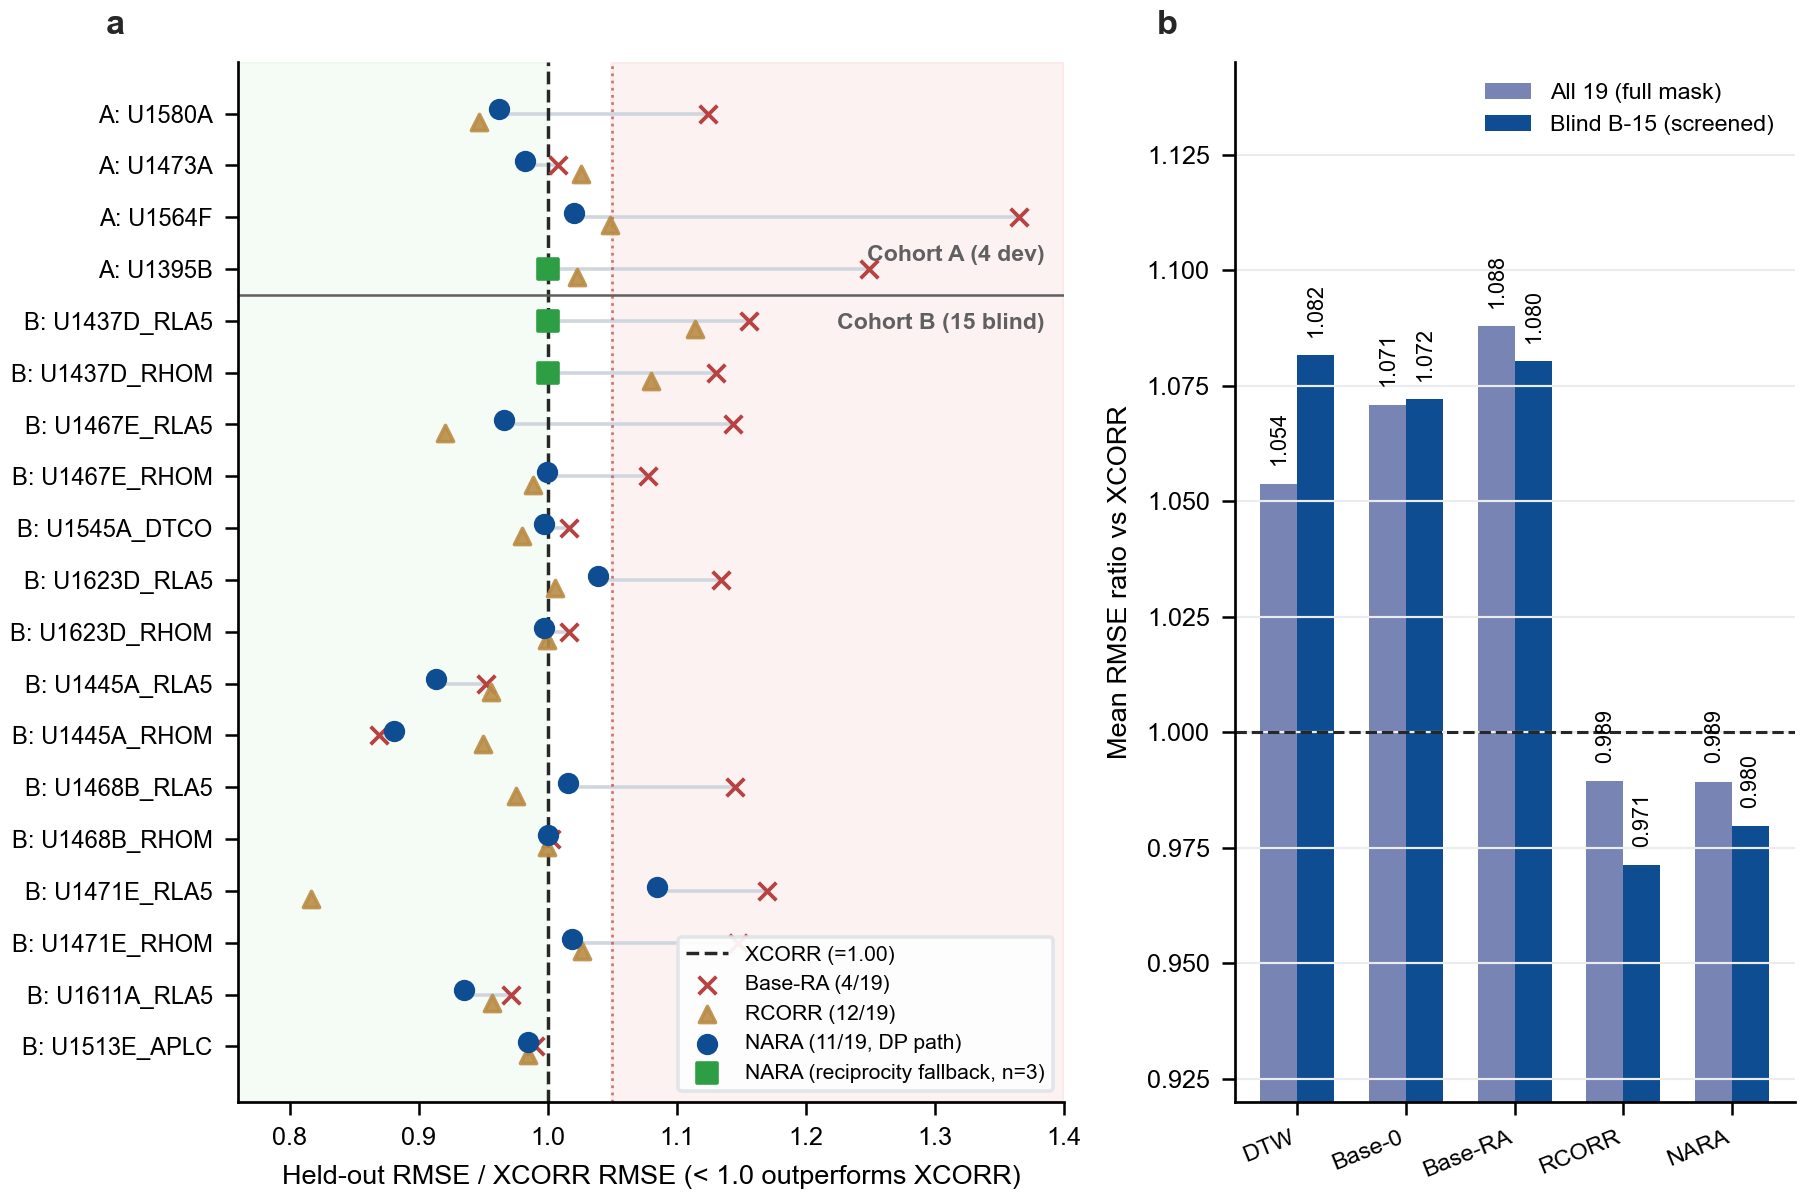 a
A: U1580A
A: U1473A
A: U1564F
A: U1395B
B: U1437D_RLA5
B: U1437D_RHOM
B: U1467E_RLA5
B: U1467E_RHOM
B: U1545A_DTCO
B: U1623D_RLA5
B: U1623D_RHOM
B: U1445A_RLA5
B: U1445A_RHOM
B: U1468B_RLA5
B: U1468B_RHOM
B: U1471E_RLA5
B: U1471E_RHOM
B: U1611A_RLA5
B: U1513E_APLC
Cohort A (4 dev)
Cohort B (15 blind)
XCORR (=1.00)
Base-RA (4/19)
RCORR (12/19)
NARA (11/19, DP path)
NARA (reciprocity fallback, n=3)
0.8 0.9 1.0 1.1 1.2 1.3 1.4
Held-out RMSE / XCORR RMSE (< 1.0 outperforms XCORR)
b
All 19 (full mask)
Blind B-15 (screened)
Mean RMSE ratio vs XCORR
1.125
1.100
1.075
1.050
1.025
1.000
0.975
0.950
0.925
1.054
1.082
1.071
1.072
1.088
1.080
0.989
0.971
0.989
0.980
DTW
Base-0
Base-RA
RCORR
NARA